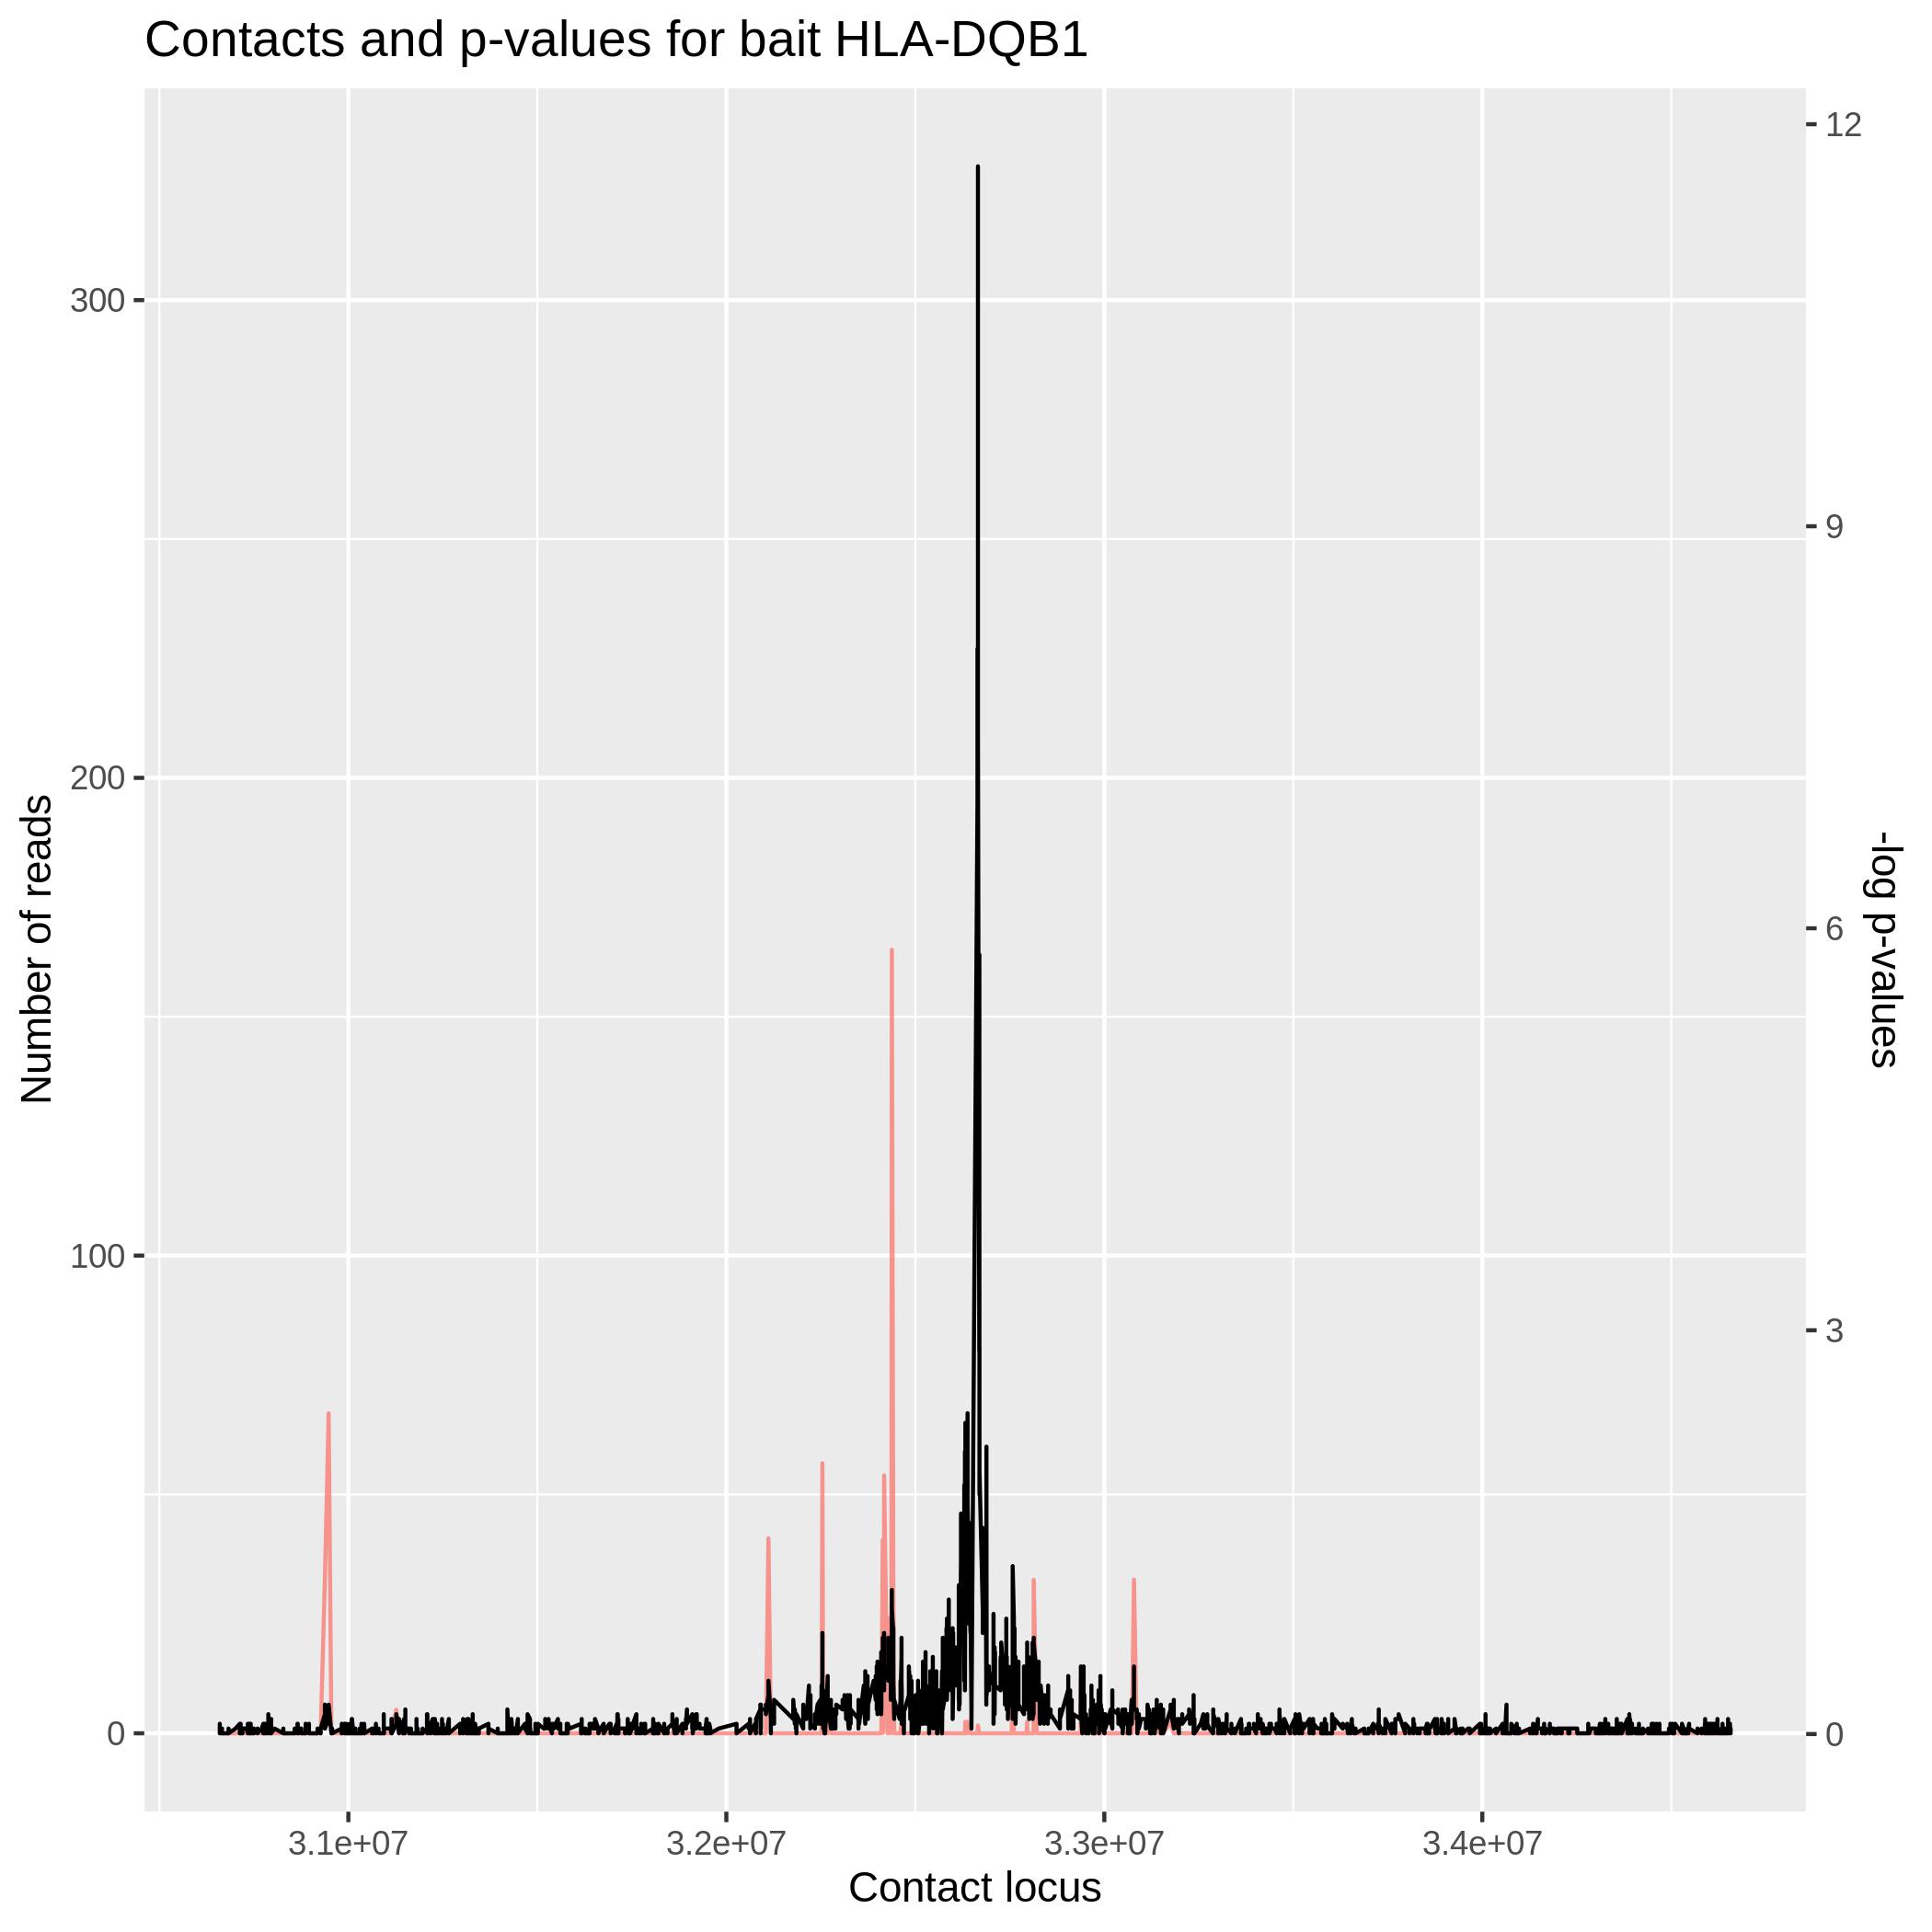 Contacts and p-values for bait HLA-DQB1
12
300
9
200
6
100
3
0
0
Number of reads
-log p-values
3.1e+07
3.2e+07
3.3e+07
3.4e+07
Contact locus